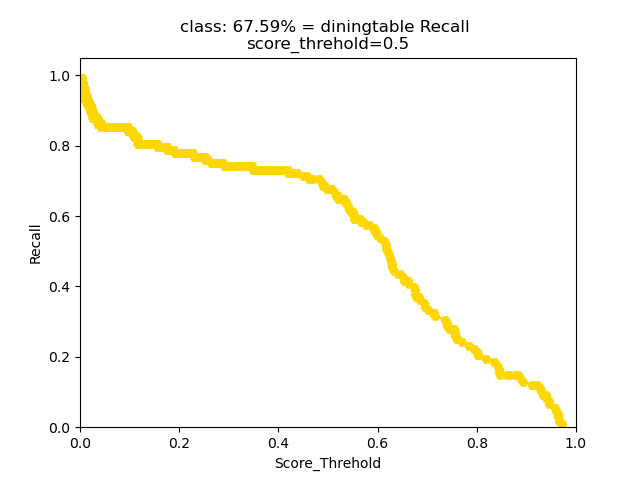 class: 67.59% = diningtable Recall
score_threhold=0.5
1.0
0.8
0.6
0.4
0.2
0.0
Recall
0.0 0.2 0.4 0.6 0.8 1.0
Score_Threhold